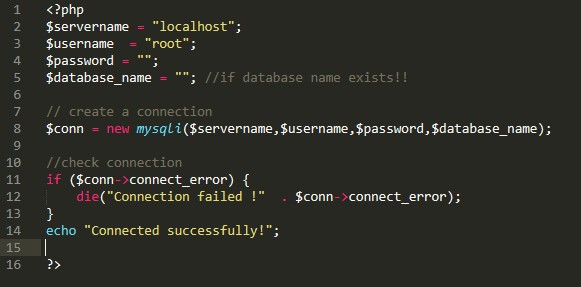 1 <?php
2 $servername = "localhost";
3 $username  = "root";
4 $password = "";
5 $database_name = ""; //if database name exists!!
6
7 // create a connection
8 $conn = new mysqli($servername,$username,$password,$database_name);
9
10 //check connection
11 if ($conn->connect_error) {
12     die("Connection failed !"  . $conn->connect_error);
13 }
14 echo "Connected successfully!";
15
16 ?>